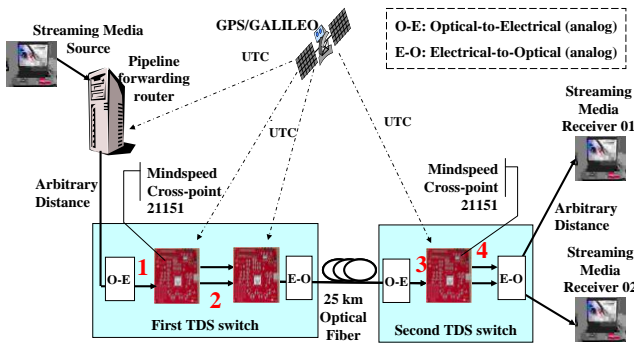 GPS/GALILEO
O-E: Optical-to-Electrical (analog)
E-O: Electrical-to-Optical (analog)
Streaming Media
Source
Pipeline
forwarding
router
UTC
UTC
UTC
Streaming
Media
Receiver 01
Mindspeed
Cross-point
21151
Mindspeed
Cross-point
21151
Arbitrary
Distance
Arbitrary
Distance
O-E
1
2
E-O
25 km
Optical
Fiber
O-E
3
4
E-O
First TDS switch
Second TDS switch
Streaming
Media
Receiver 02